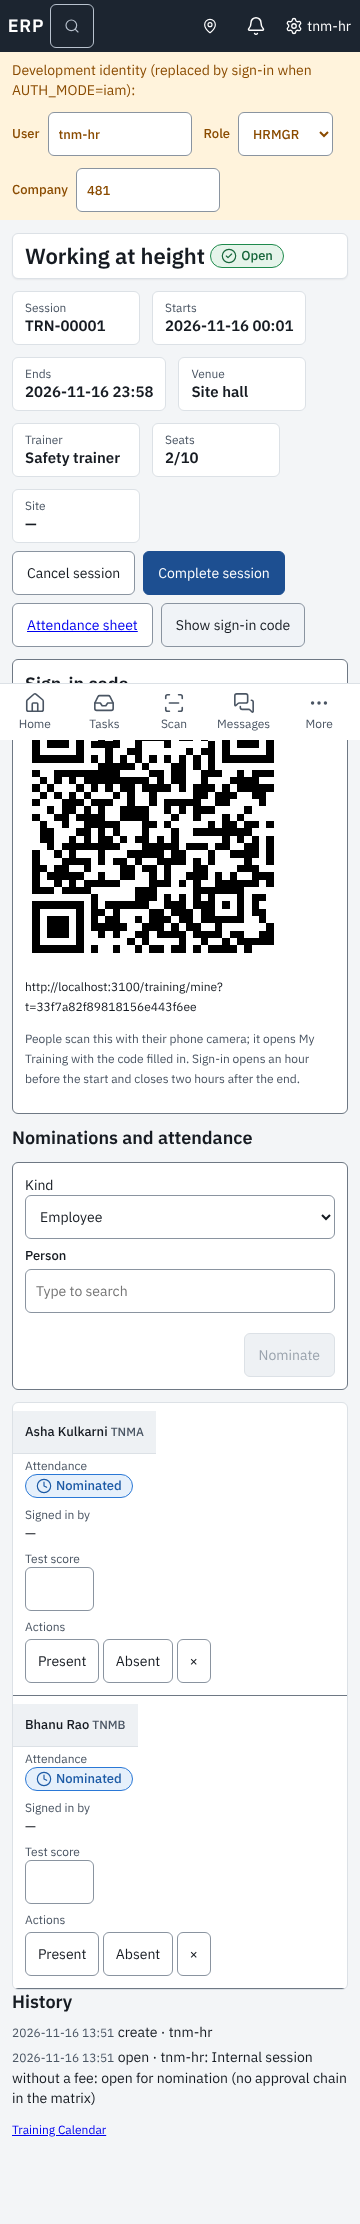 ERP
tnm-hr
Development identity (replaced by sign-in when
AUTH_MODE=iam):
User tnm-hr Role HRMGR
Company 481
Working at height Open
Session
TRN-00001
Starts
2026-11-16 00:01
Ends
2026-11-16 23:58
Venue
Site hall
Trainer
Safety trainer
Seats
2/10
Site
—
Cancel session Complete session
Attendance sheet Show sign-in code
Sign-in code
Home Tasks Scan Messages More
http://localhost:3100/training/mine?
t=33f7a82f89818156e443f6ee
People scan this with their phone camera; it opens My
Training with the code filled in. Sign-in opens an hour
before the start and closes two hours after the end.
Nominations and attendance
Kind
Employee
Person
Type to search
Nominate
Asha Kulkarni TNMA
Attendance
Nominated
Signed in by
—
Test score
Actions
Present Absent ×
Bhanu Rao TNMB
Attendance
Nominated
Signed in by
—
Test score
Actions
Present Absent ×
History
2026-11-16 13:51 create · tnm-hr
2026-11-16 13:51 open · tnm-hr: Internal session
without a fee: open for nomination (no approval chain
in the matrix)
Training Calendar